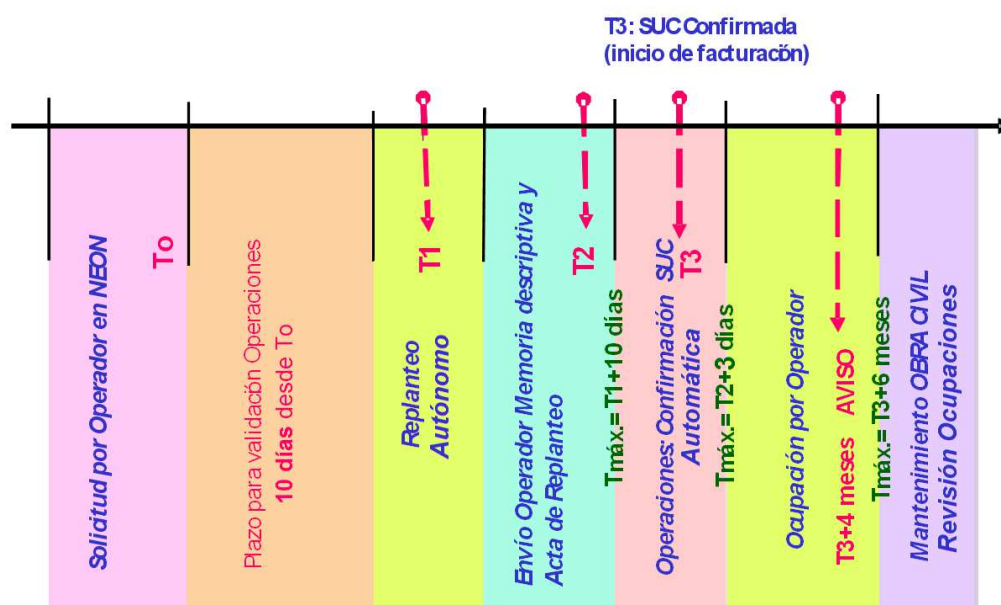 T3: SUC Confirmada
(inicio de facturacón)
Solicitud por Operador en NEON
To
Plazo para validación Operaciones
10 días desde To
T1
Replanteo
Autónomo
Envío Operador Memoria descriptiva y
Acta de Replanteo
T2
Tmáx.= T1+10 días
Operaciones: Confirmación SUC
Automática
T3
Tmáx.= T2+3 días
Ocupación por Operador
T3+4 meses AVISO
Tmáx.= T3+6 meses
Mantenimiento OBRA CIVIL
Revisión Ocupaciones